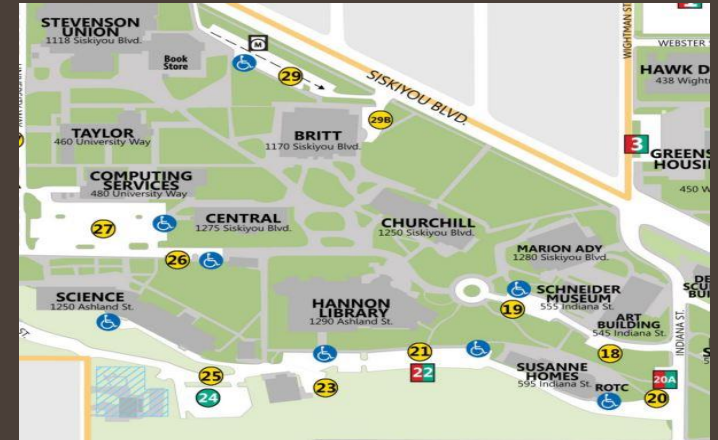 STEVENSON
UNION
1118 Siskiyou Blvd.
Book
Store
M
29
SISKIYOU BLVD.
WIGHTMAN ST
WEBSTER
HAWK D
438 Wight
29B
TAYLOR
460 University Way
BRITT
1170 Siskiyou Blvd.
3
GREENS
HOUSI
450 W
COMPUTING
SERVICES
480 University Way
27
CENTRAL
1275 Siskiyou Blvd.
CHURCHILL
1250 Siskiyou Blvd.
26
MARION ADY
1280 Siskiyou Blvd.
SCIENCE
1250 Ashland St.
HANNON
LIBRARY
1290 Ashland St.
SCHNEIDER
MUSEUM
555 Indiana St.
19
DE
SCU
BUI
ART
BUILDING
545 Indiana St.
INDIANA ST.
21
22
18
25
24
23
SUSANNE
HOMES
595 Indiana St.
ROTC
20A
20